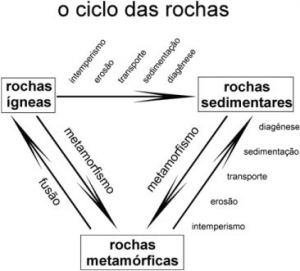 o ciclo das rochas
intemperismo
erosão
transporte
sedimentação
diagênese
rochas
ígneas
rochas
sedimentares
metamorfismo
fusão
metamorfismo
diagênese
sedimentação
transporte
erosão
intemperismo
rochas
metamórficas